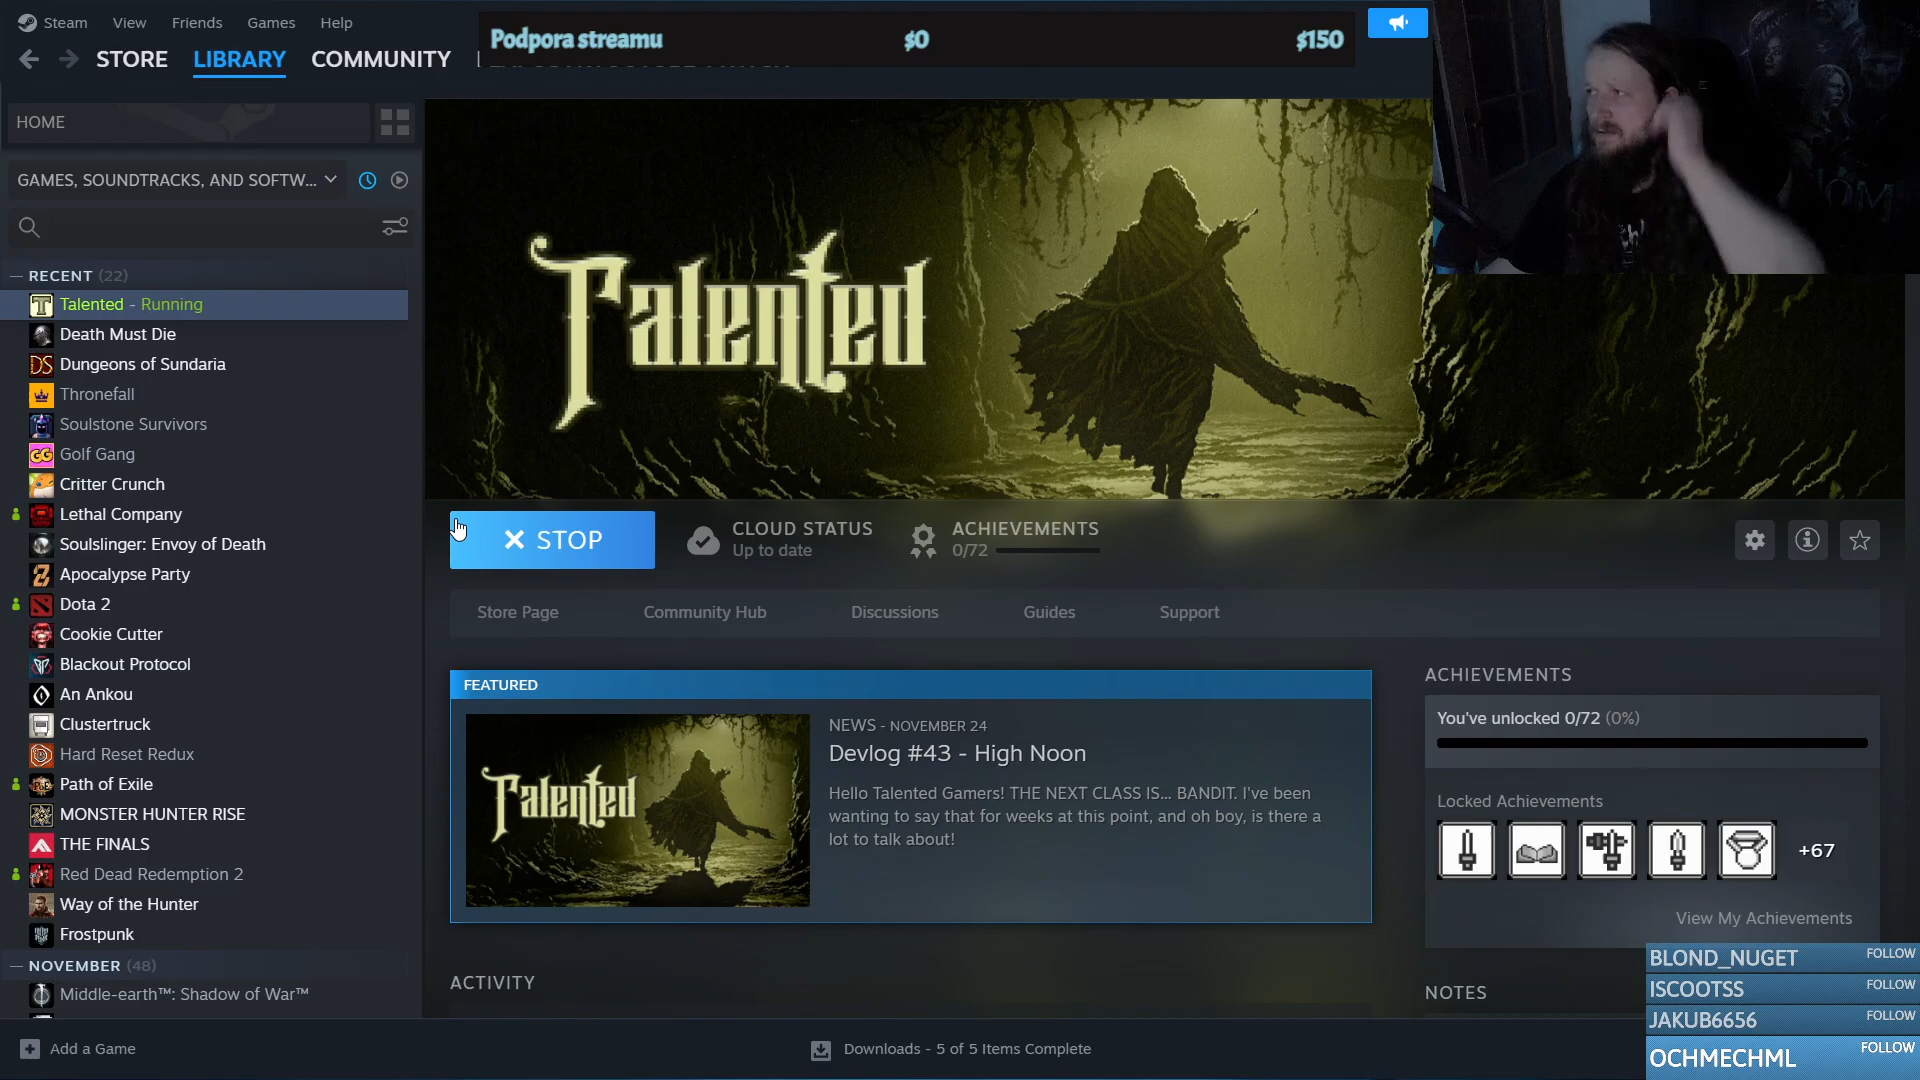 Steam
View
Friends
Games
Help
Podpora streamu
$0
$150
STORE
LIBRARY
COMMUNITY
HOME
GAMES, SOUNDTRACKS, AND SOFTW...
RECENT (22)
Talented - Running
Death Must Die
Dungeons of Sundaria
Thronefall
Soulstone Survivors
Golf Gang
Critter Crunch
Lethal Company
Soulslinger: Envoy of Death
Apocalypse Party
Dota 2
Cookie Cutter
Blackout Protocol
An Ankou
Clustertruck
Hard Reset Redux
Path of Exile
MONSTER HUNTER RISE
THE FINALS
Red Dead Redemption 2
Way of the Hunter
Frostpunk
NOVEMBER (48)
Middle-earth™: Shadow of War™
Add a Game
Talented
STOP
CLOUD STATUS
Up to date
ACHIEVEMENTS
0/72
Store Page
Community Hub
Discussions
Guides
Support
FEATURED
Talented
NEWS - NOVEMBER 24
Devlog #43 - High Noon
Hello Talented Gamers! THE NEXT CLASS IS... BANDIT. I've been
wanting to say that for weeks at this point, and oh boy, is there a
lot to talk about!
ACTIVITY
ACHIEVEMENTS
You've unlocked 0/72 (0%)
Locked Achievements
+67
View My Achievements
NOTES
BLOND_NUGET FOLLOW
ISCOOTSS FOLLOW
JAKUB6656 FOLLOW
OCHMECHML FOLLOW
Downloads - 5 of 5 Items Complete